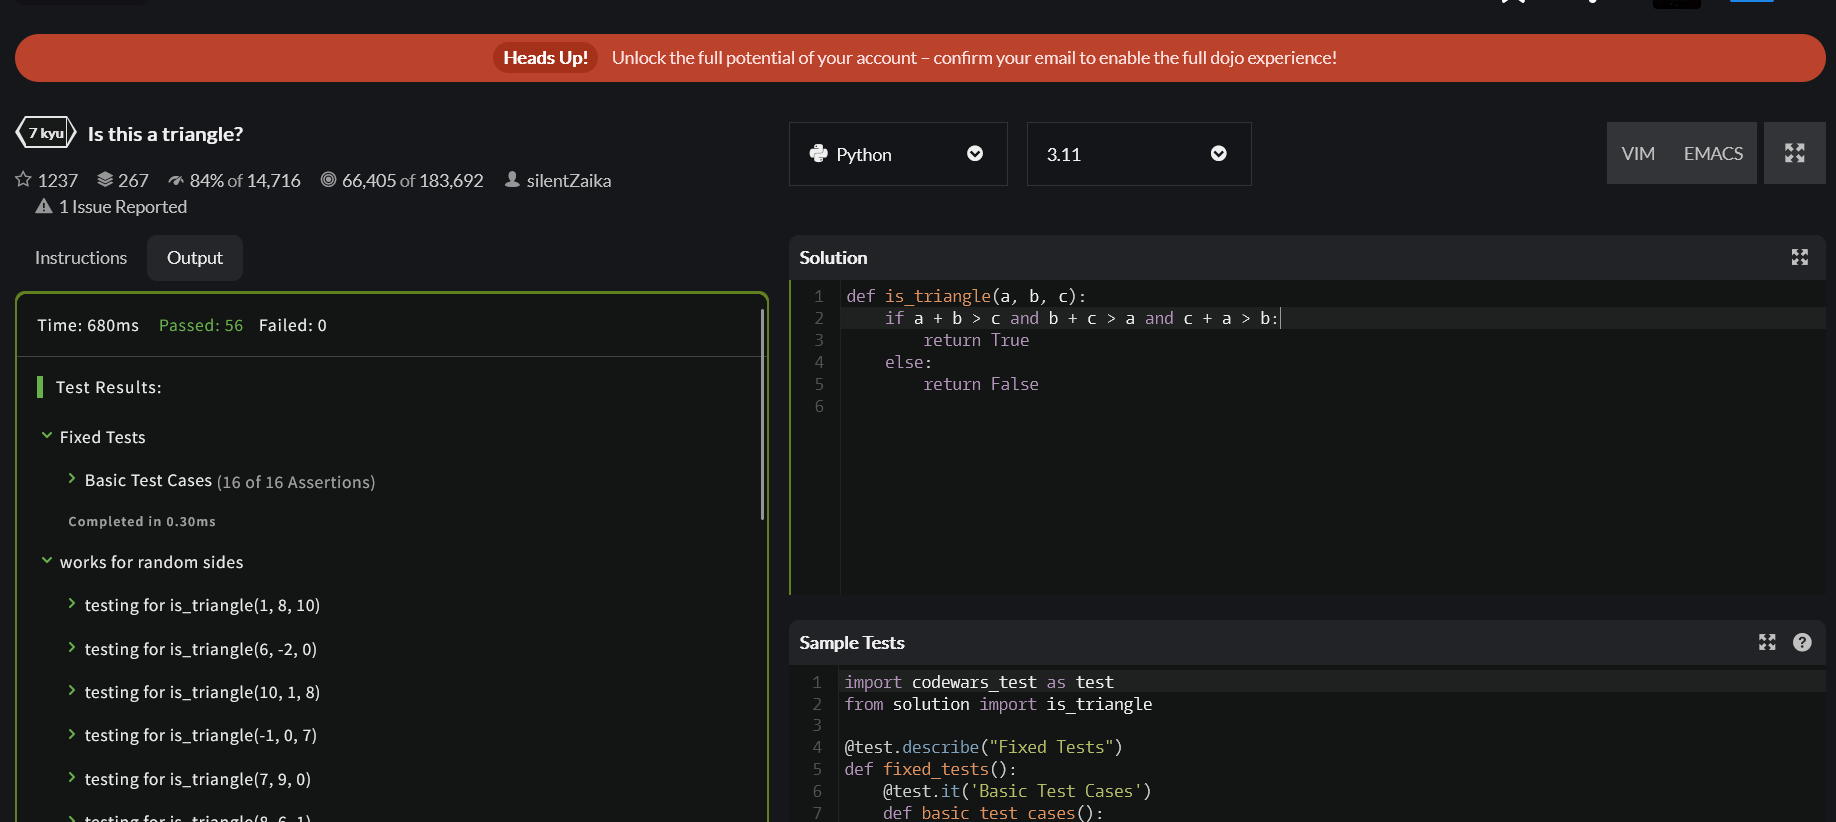 Heads Up! Unlock the full potential of your account – confirm your email to enable the full dojo experience!
7 kyu Is this a triangle?
1237 267 84% of 14,716 66,405 of 183,692 silentZaika
1 Issue Reported
Python
3.11
VIM EMACS
Instructions Output
Time: 680ms Passed: 56 Failed: 0
Test Results:
Fixed Tests
Basic Test Cases (16 of 16 Assertions)
Completed in 0.30ms
works for random sides
testing for is_triangle(1, 8, 10)
testing for is_triangle(6, -2, 0)
testing for is_triangle(10, 1, 8)
testing for is_triangle(-1, 0, 7)
testing for is_triangle(7, 9, 0)
testing for is_triangle(8, 6, 1)
Solution
1 def is_triangle(a, b, c):
2 if a + b > c and b + c > a and c + a > b:
3 return True
4 else:
5 return False
6
Sample Tests
1 import codewars_test as test
2 from solution import is_triangle
3
4 @test.describe("Fixed Tests")
5 def fixed_tests():
6 @test.it('Basic Test Cases')
7 def basic_test_cases():